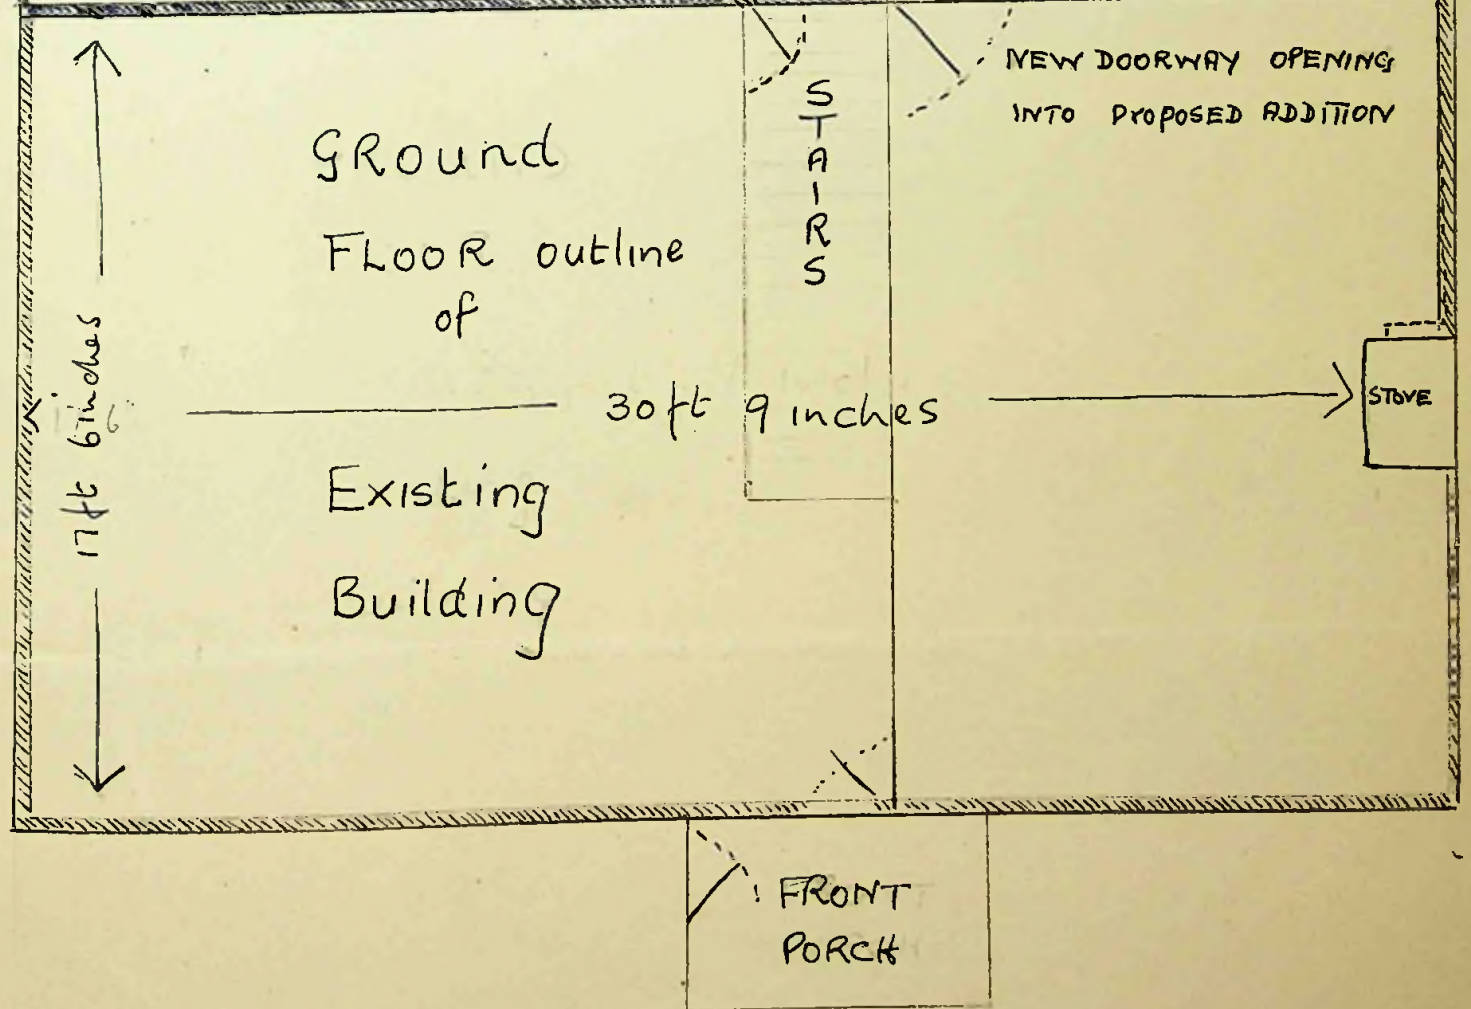 NEW DOORWAY OPENING
INTO PROPOSED ADDITION
STAIRS
GROUND
FLOOR outline
of
Existing
Building
17ft 6inches
30ft 9 inches
STOVE
FRONT
PORCH